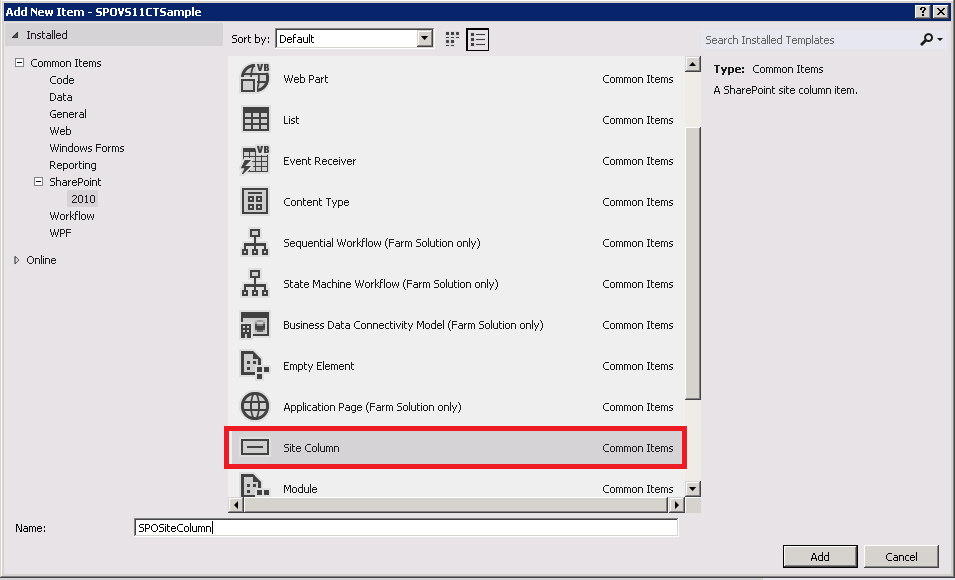 Add New Item - SPOVS11CTSample
Installed
Sort by: Default
Search Installed Templates
Common Items
Code
Data
General
Web
Windows Forms
Reporting
SharePoint
2010
Workflow
WPF
Online
VB
Web Part Common Items
List Common Items
VB
Event Receiver Common Items
Content Type Common Items
Sequential Workflow (Farm Solution only) Common Items
State Machine Workflow (Farm Solution only) Common Items
Business Data Connectivity Model (Farm Solution only) Common Items
Empty Element Common Items
Application Page (Farm Solution only) Common Items
Site Column Common Items
Module Common Items
Type: Common Items
A SharePoint site column item.
Name: SPOSiteColumn
Add Cancel